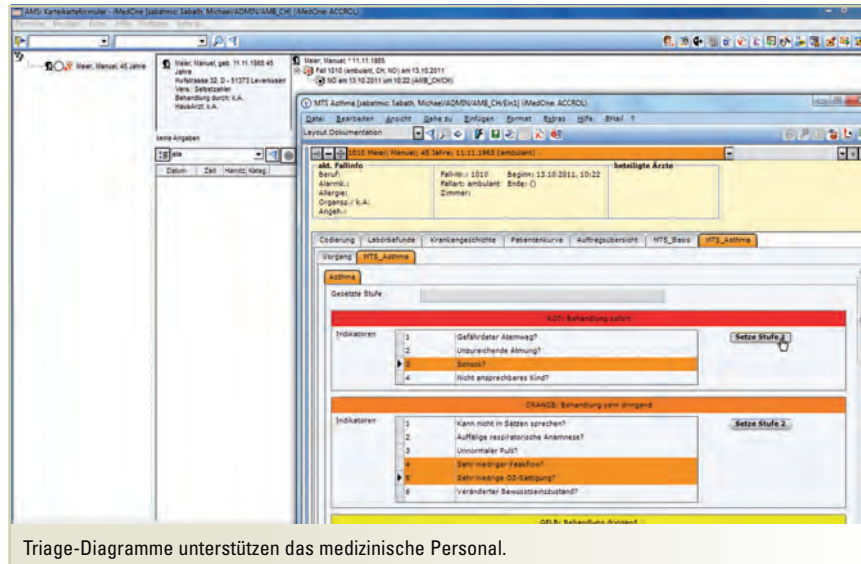 AMS: Karteikarteformular - iMedOne [sabatmic: Sabath, Michael/ADMIN/AMB_CH] (MedOne: ACCROL)
Meier, Manuel, 45 Jahre
Meier, Manuel, geb. 11.11.1965 45
Jahre
Hufstrasse 32, D - 51373 Leverkusen
Vers.: Selbstzahler
Behandlung durch: k.A.
HausArzt: k.A.
keine Angaben
alle
Datum Zeit Handz. Kateg.
Meier, Manuel, * 11.11.1965
Fall 1010 (ambulant, CH, NO) am 13.10.2011
NO am 13.10.2011 um 10:22 (AMB_CH/CH)
MTS Asthma [sabatmic: Sabath, Michael/ADMIN/AMB_CH/Ein1] (iMedOne: ACCROL)
Datei Bearbeiten Ansicht Gehe zu Einfügen Format Extras Hilfe eMail ?
Layout Dokumentation
1010 Meier, Manuel; 45 Jahre; 11.11.1965 (ambulant)
akt. Fallinfo
Beruf:
Alarmk.:
Allergie:
Organsp.: k.A.
Angeh.:
Fall-Nr.: 1010 Beginn: 13.10.2011, 10:22
Fallart: ambulant Ende: ()
Zimmer:
beteiligte Ärzte
Codierung Laborbefunde Krankengeschichte Patientenkurve Auftragsübersicht MTS_Basis MTS_Asthma
Vorgang MTS_Asthma
Asthma
Gesetzte Stufe
ROT: Behandlung sofort
Indikatoren
1 Gefährdeter Atemweg?
2 Unzureichende Atmung?
3 Schock?
4 Nicht ansprechbares Kind?
Setze Stufe 1
ORANGE: Behandlung sehr dringend
Indikatoren
1 Kann nicht in Sätzen sprechen?
2 Auffällige respiratorische Anamnese?
3 Unnormaler Puls?
4 Sehr niedriger Peakflow?
5 Sehr niedrige O2-Sättigung?
6 Veränderter Bewusstseinszustand?
Setze Stufe 2
GELB: Behandlung dringend
Triage-Diagramme unterstützen das medizinische Personal.